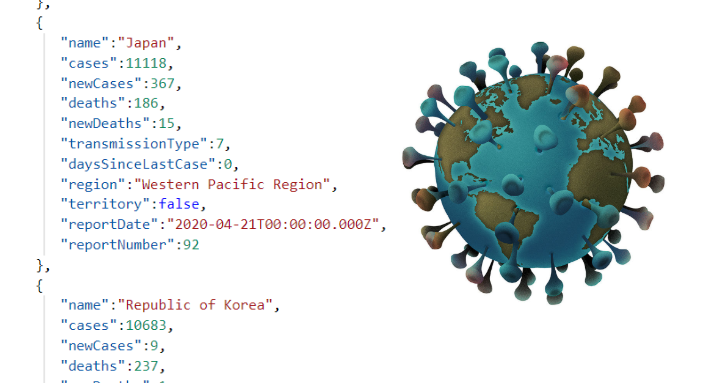 },
{
"name":"Japan",
"cases":11118,
"newCases":367,
"deaths":186,
"newDeaths":15,
"transmissionType":7,
"daysSinceLastCase":0,
"region":"Western Pacific Region",
"territory":false,
"reportDate":"2020-04-21T00:00:00.000Z",
"reportNumber":92
},
{
"name":"Republic of Korea",
"cases":10683,
"newCases":9,
"deaths":237,